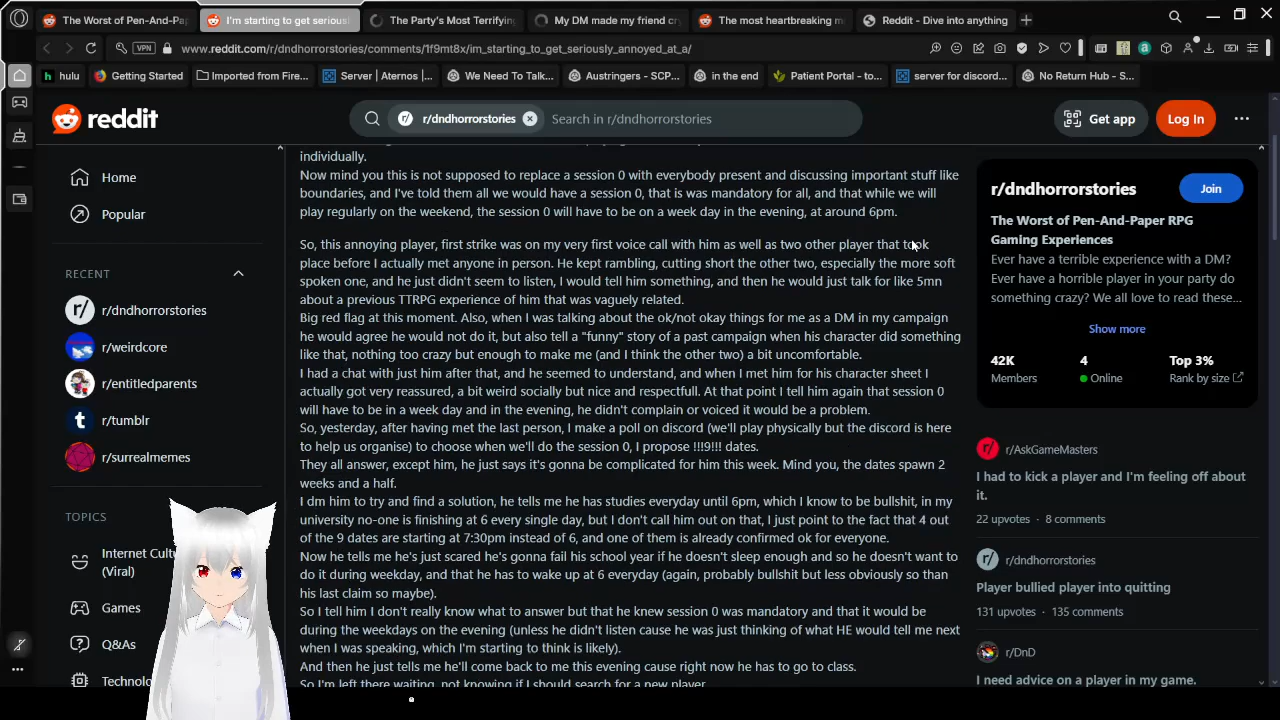 The Worst of Pen-And-Pa
I'm starting to get serious
The Party's Most Terrifyin
My DM made my friend cr
The most heartbreaking m
Reddit - Dive into anything
VPN
www.reddit.com/r/dndhorrorstories/comments/1f9mt8x/im_starting_to_get_seriously_annoyed_at_a/
hulu
Getting Started
Imported from Fire...
Server | Aternos |...
We Need To Talk...
Austringers - SCP...
in the end
Patient Portal - to...
server for discord...
No Return Hub - S...
reddit
r/dndhorrorstories
Search in r/dndhorrorstories
Get app
Log In
Home
Popular
RECENT
r/dndhorrorstories
r/weirdcore
r/entitledparents
r/tumblr
r/surrealmemes
TOPICS
Internet Cult
(Viral)
Games
Q&As
Technolo
individually.
Now mind you this is not supposed to replace a session 0 with everybody present and discussing important stuff like
boundaries, and I've told them all we would have a session 0, that is was mandatory for all, and that while we will
play regularly on the weekend, the session 0 will have to be on a week day in the evening, at around 6pm.
So, this annoying player, first strike was on my very first voice call with him as well as two other player that took
place before I actually met anyone in person. He kept rambling, cutting short the other two, especially the more soft
spoken one, and he just didn't seem to listen, I would tell him something, and then he would just talk for like 5mn
about a previous TTRPG experience of him that was vaguely related.
Big red flag at this moment. Also, when I was talking about the ok/not okay things for me as a DM in my campaign
he would agree he would not do it, but also tell a "funny" story of a past campaign when his character did something
like that, nothing too crazy but enough to make me (and I think the other two) a bit uncomfortable.
I had a chat with just him after that, and he seemed to understand, and when I met him for his character sheet I
actually got very reassured, a bit weird socially but nice and respectfull. At that point I tell him again that session 0
will have to be in a week day and in the evening, he didn't complain or voiced it would be a problem.
So, yesterday, after having met the last person, I make a poll on discord (we'll play physically but the discord is here
to help us organise) to choose when we'll do the session 0, I propose !!!9!!! dates.
They all answer, except him, he just says it's gonna be complicated for him this week. Mind you, the dates spawn 2
weeks and a half.
I dm him to try and find a solution, he tells me he has studies everyday until 6pm, which I know to be bullshit, in my
university no-one is finishing at 6 every single day, but I don't call him out on that, I just point to the fact that 4 out
of the 9 dates are starting at 7:30pm instead of 6, and one of them is already confirmed ok for everyone.
Now he tells me he's just scared he's gonna fail his school year if he doesn't sleep enough and so he doesn't want to
do it during weekday, and that he has to wake up at 6 everyday (again, probably bullshit but less obviously so than
his last claim so maybe).
So I tell him I don't really know what to answer but that he knew session 0 was mandatory and that it would be
during the weekdays on the evening (unless he didn't listen cause he was just thinking of what HE would tell me next
when I was speaking, which I'm starting to think is likely).
And then he just tells me he'll come back to me this evening cause right now he has to go to class.
So I'm left there waiting, not knowing if I should search for a new player
r/dndhorrorstories
Join
The Worst of Pen-And-Paper RPG
Gaming Experiences
Ever have a terrible experience with a DM?
Ever have a horrible player in your party do
something crazy? We all love to read these...
Show more
42K
Members
4
Online
Top 3%
Rank by size
r/AskGameMasters
I had to kick a player and I'm feeling off about
it.
22 upvotes · 8 comments
r/dndhorrorstories
Player bullied player into quitting
131 upvotes · 135 comments
r/DnD
I need advice on a player in my game.